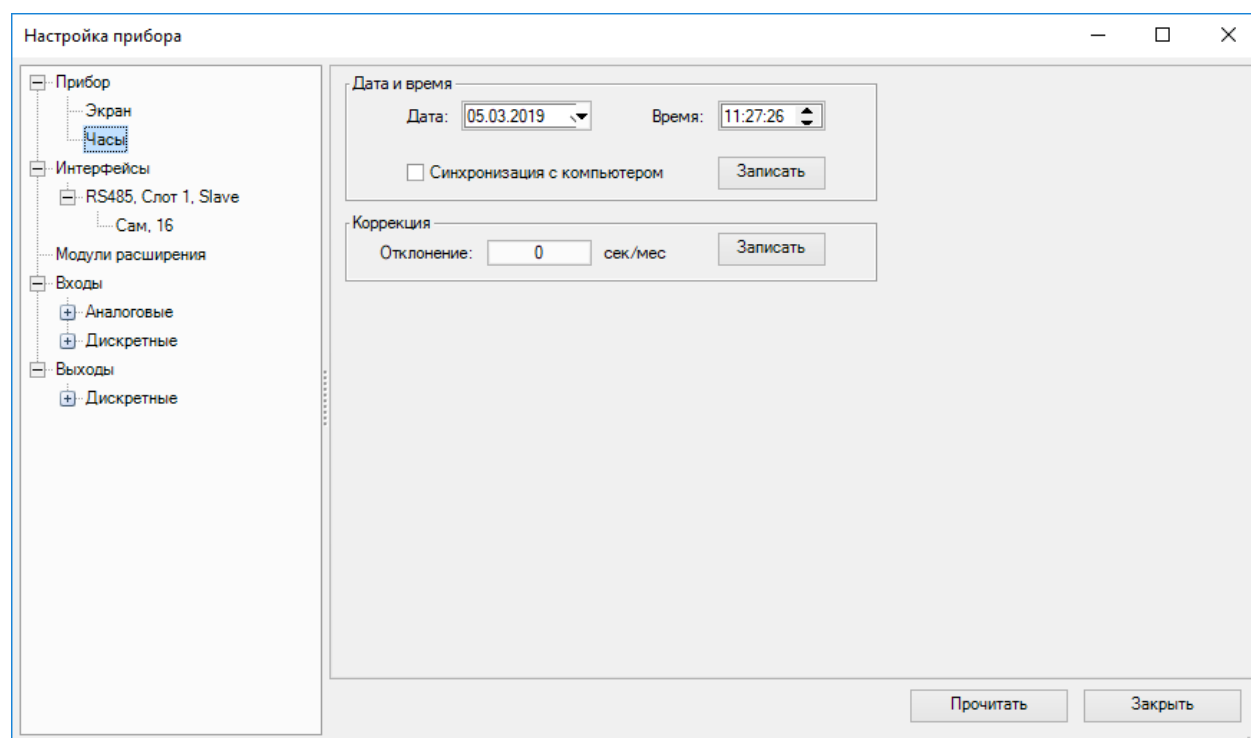 Настройка прибора
Прибор
Экран
Часы
Интерфейсы
RS485, Слот 1, Slave
Сам, 16
Модули расширения
Входы
Аналоговые
Дискретные
Выходы
Дискретные
Дата и время
Дата: 05.03.2019 Время: 11:27:26
Синхронизация с компьютером Записать
Коррекция
Отклонение: 0 сек/мес Записать
Прочитать Закрыть